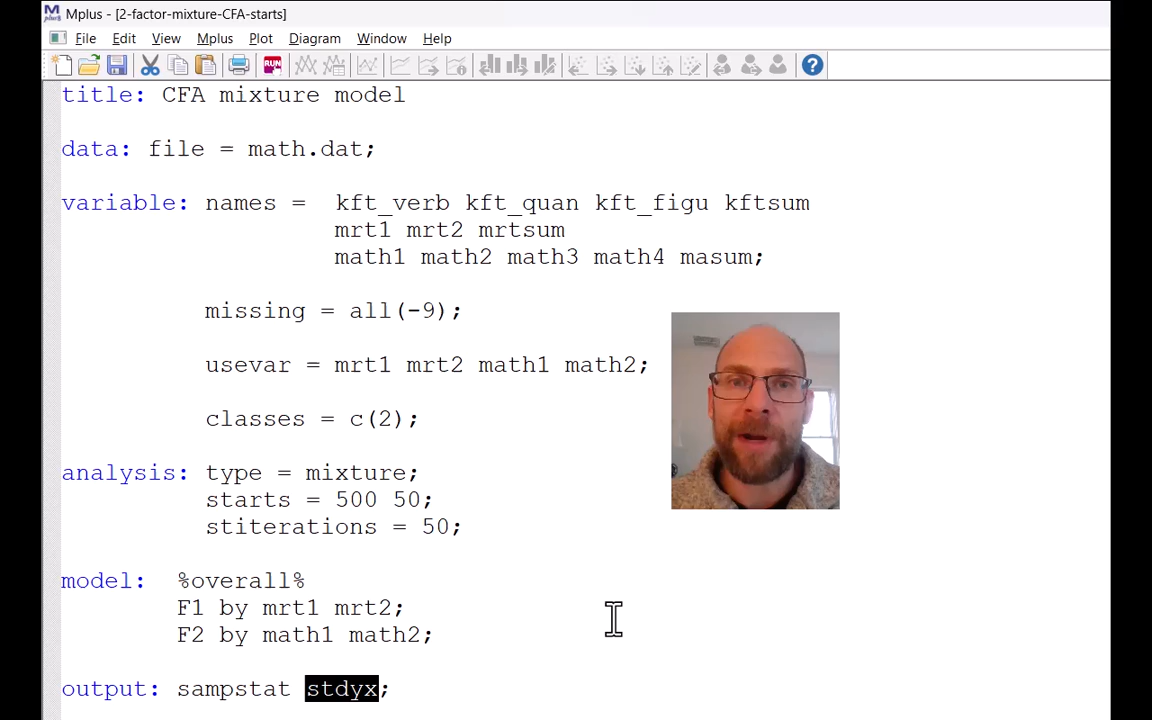 Mplus - [2-factor-mixture-CFA-starts]
File Edit View Mplus Plot Diagram Window Help
RUN
title: CFA mixture model
data: file = math.dat;
variable: names = kft_verb kft_quan kft_figu kftsum
mrt1 mrt2 mrtsum
math1 math2 math3 math4 masum;
missing = all(-9);
usevar = mrt1 mrt2 math1 math2;
classes = c(2);
analysis: type = mixture;
starts = 500 50;
stiterations = 50;
model: %overall%
F1 by mrt1 mrt2;
F2 by math1 math2;
output: sampstat stdyx;